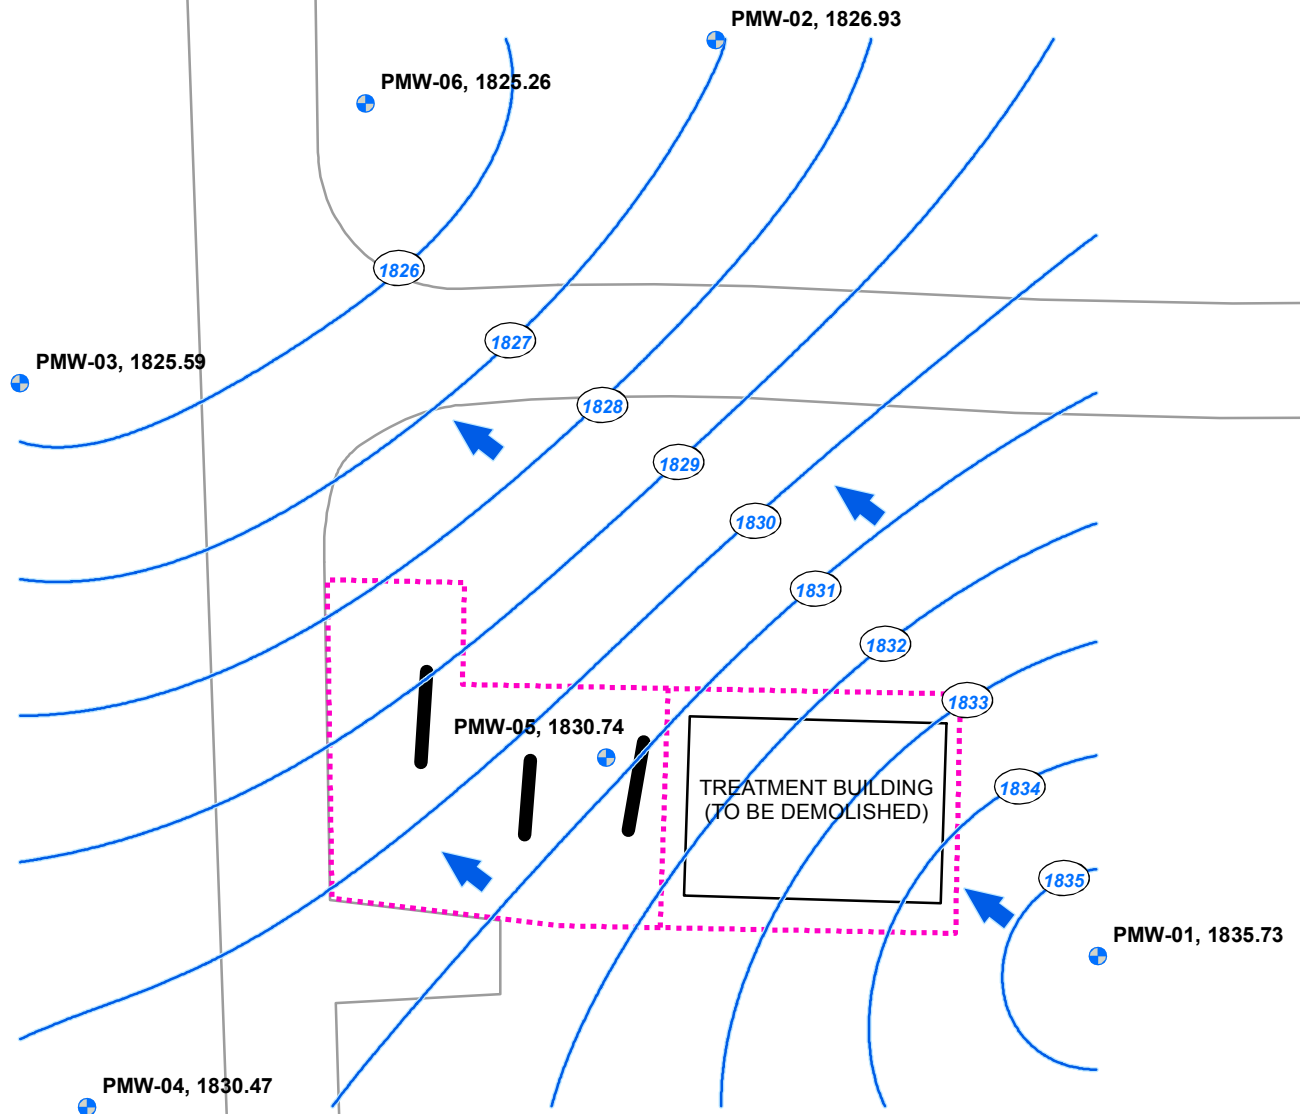 PMW-02, 1826.93
PMW-06, 1825.26
1826
1827
PMW-03, 1825.59
1828
1829
1830
1831
1832
1833
PMW-05, 1830.74
TREATMENT BUILDING
(TO BE DEMOLISHED)
1834
1835
PMW-01, 1835.73
PMW-04, 1830.47